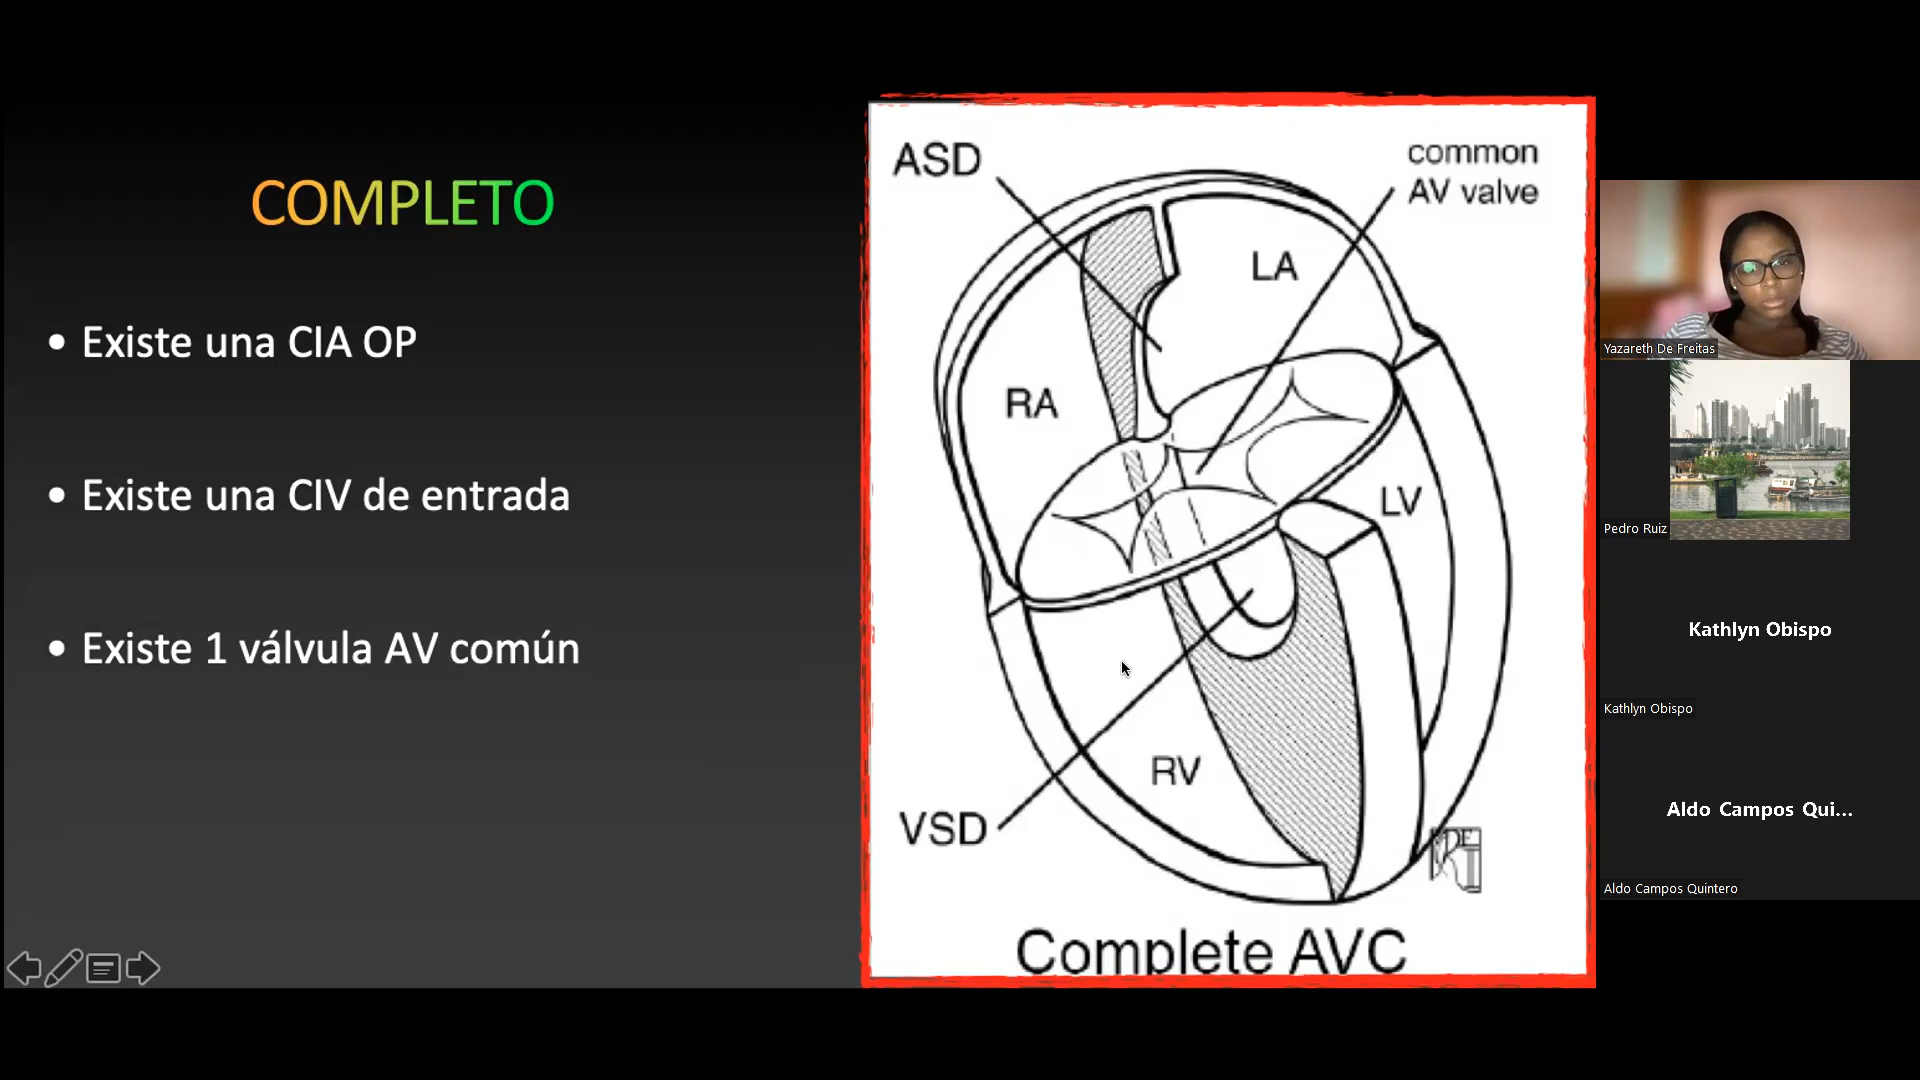 COMPLETO
• Existe una CIA OP
• Existe una CIV de entrada
• Existe 1 válvula AV común
ASD
common
AV valve
LA
RA
LV
RV
VSD
Complete AVC
Yazareth De Freitas
Pedro Ruiz
Kathlyn Obispo
Kathlyn Obispo
Aldo Campos Qui...
Aldo Campos Quintero